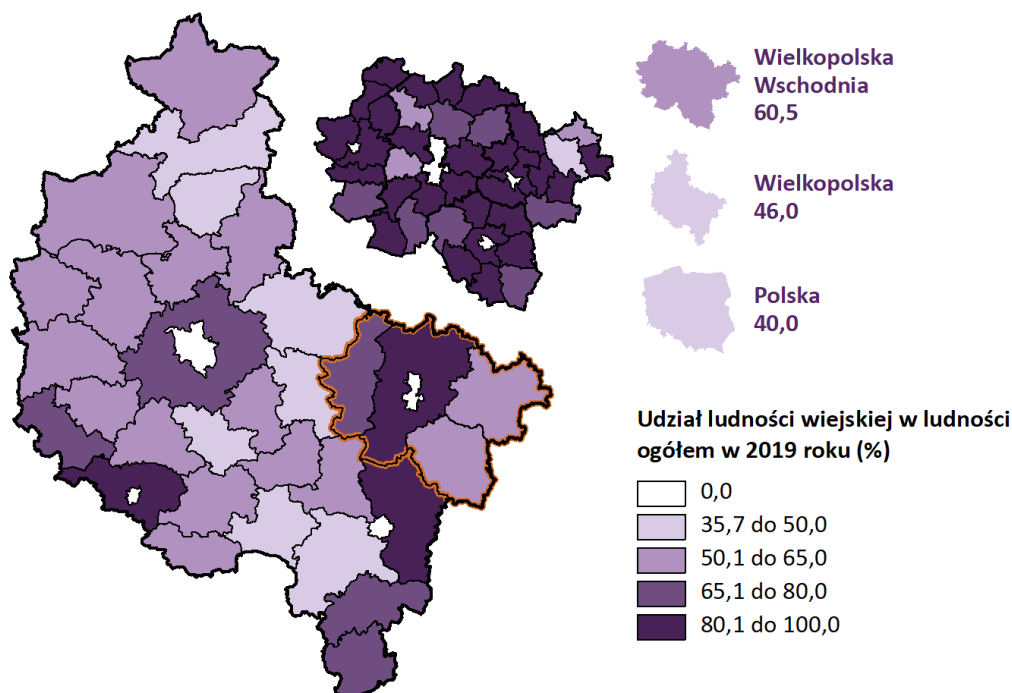 Wielkopolska
Wschodnia
60,5
Wielkopolska
46,0
Polska
40,0
Udział ludności wiejskiej w ludności
ogółem w 2019 roku (%)
0,0
35,7 do 50,0
50,1 do 65,0
65,1 do 80,0
80,1 do 100,0